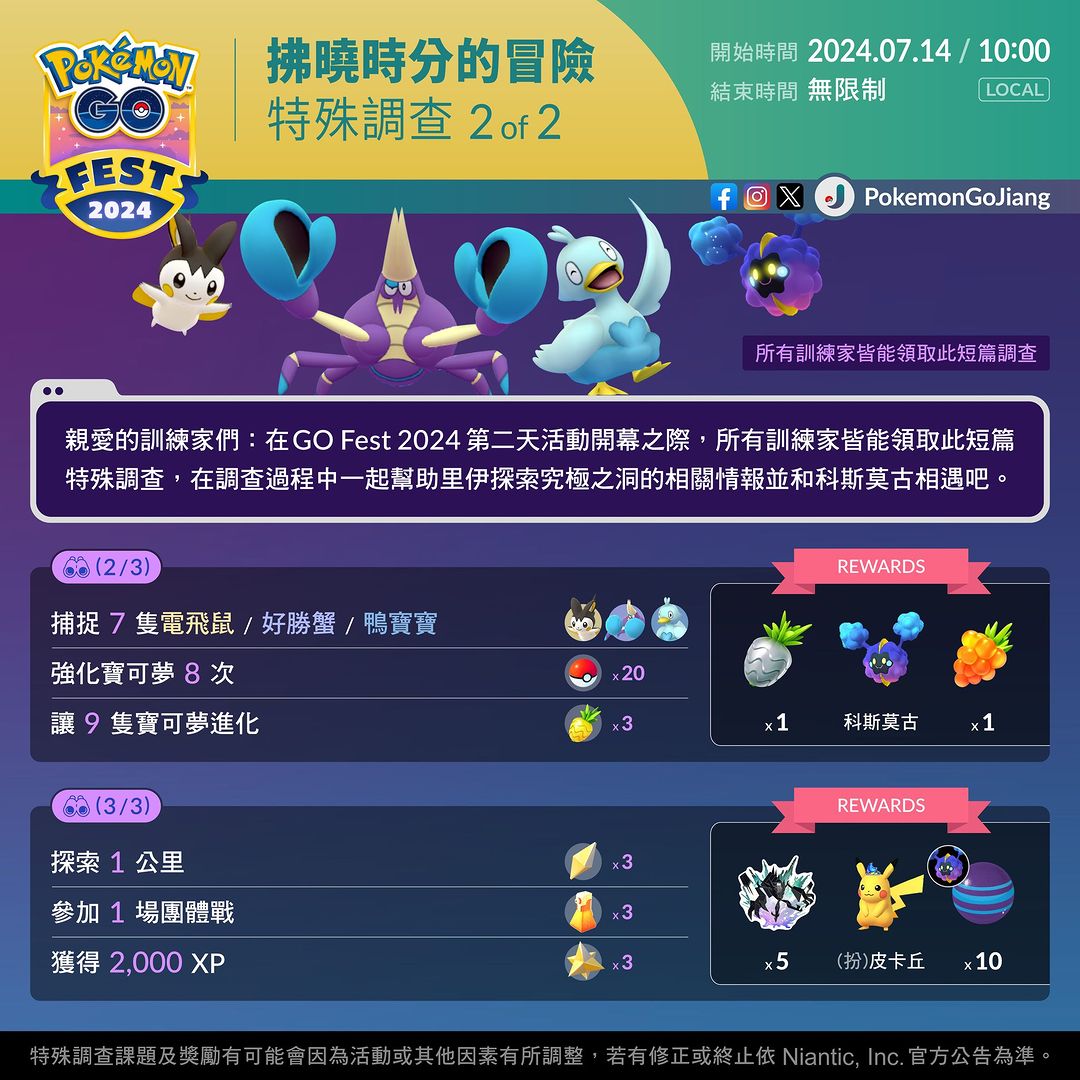 POKÉMON
GO
FEST
2024
拂曉時分的冒險
特殊調查 2 of 2
開始時間 2024.07.14 / 10:00
結束時間 無限制
LOCAL
PokemonGoJiang
所有訓練家皆能領取此短篇調查
親愛的訓練家們：在GO Fest 2024 第二天活動開幕之際，所有訓練家皆能領取此短篇
特殊調查，在調查過程中一起幫助里伊探索究極之洞的相關情報並和科斯莫古相遇吧。
(2/3)
捕捉 7 隻電飛鼠 / 好勝蟹 / 鴨寶寶
強化寶可夢 8 次
x20
讓 9 隻寶可夢進化
x3
REWARDS
x1
科斯莫古
x1
(3/3)
探索 1 公里
x3
參加 1 場團體戰
x3
獲得 2,000 XP
x3
REWARDS
x5
(扮)皮卡丘
x10
特殊調查課題及獎勵有可能會因為活動或其他因素有所調整，若有修正或終止依 Niantic, Inc. 官方公告為準。